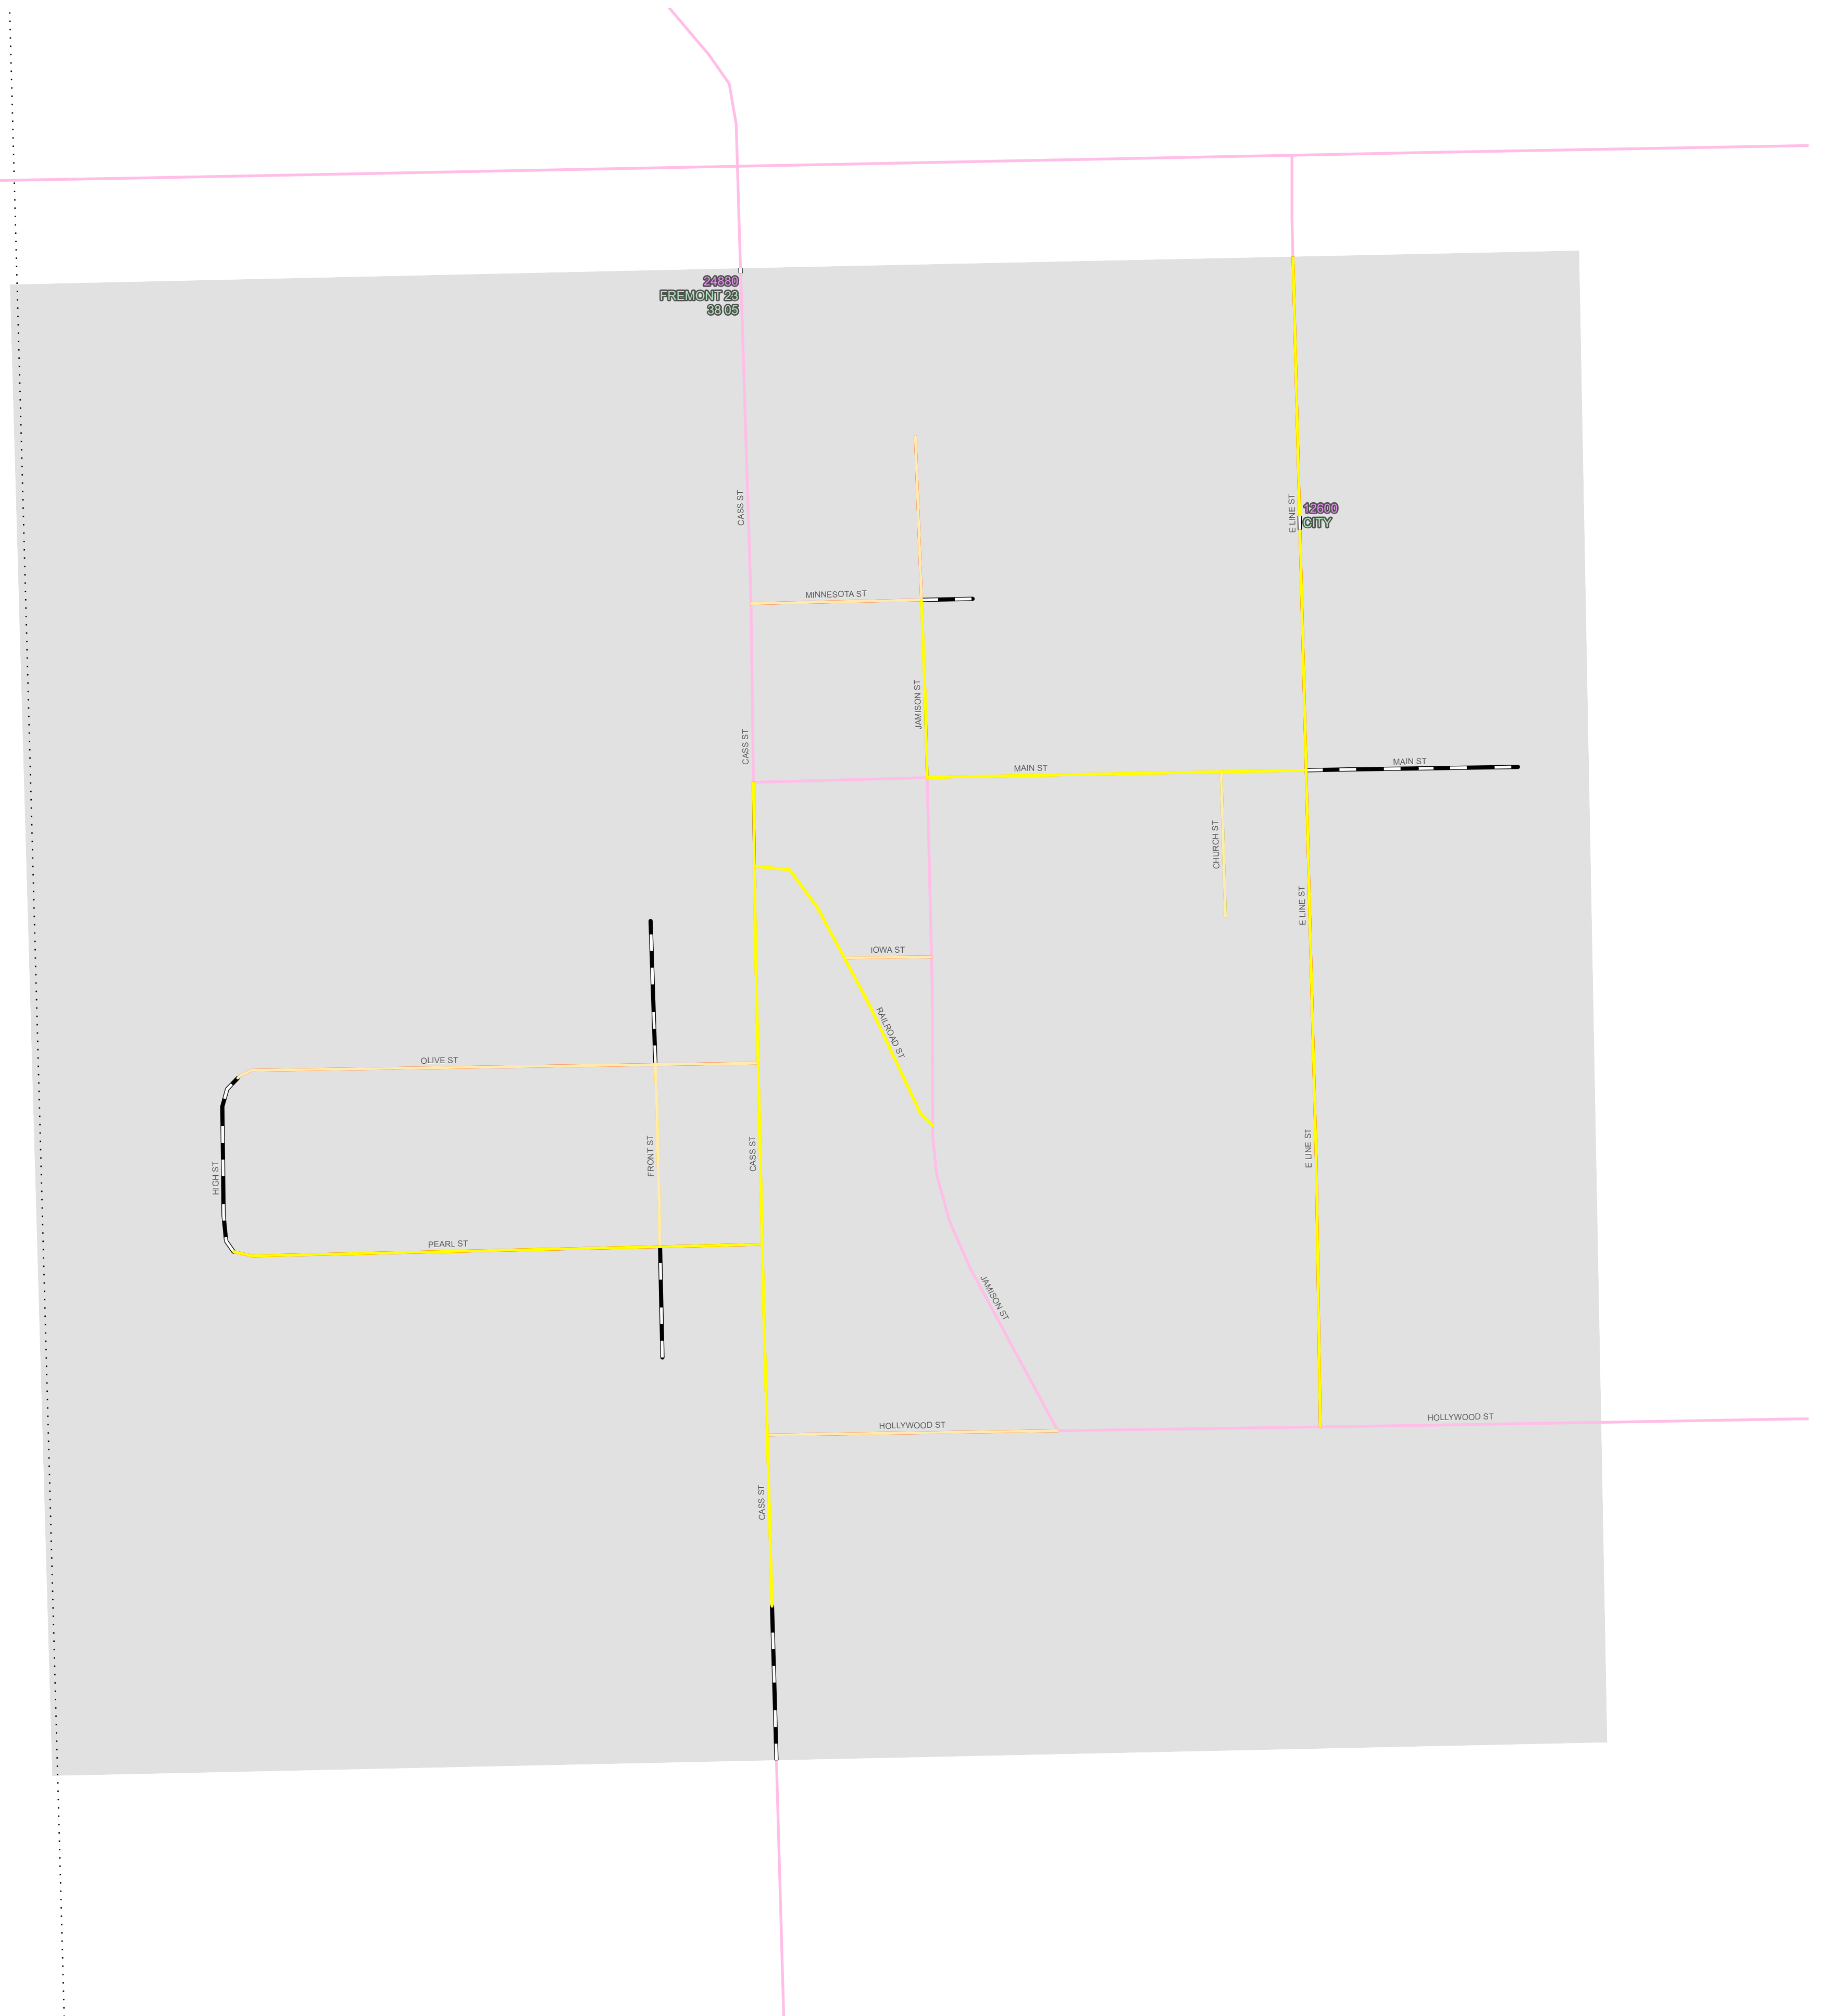 24880
FREMONT 23
38 05
CASS ST
E LINE ST
12600
CITY
MINNESOTA ST
JAMISON ST
CASS ST
MAIN ST
MAIN ST
CHURCH ST
E LINE ST
IOWA ST
RAILROAD ST
OLIVE ST
HIGH ST
FRONT ST
CASS ST
E LINE ST
PEARL ST
JAMISON ST
HOLLYWOOD ST
HOLLYWOOD ST
CASS ST